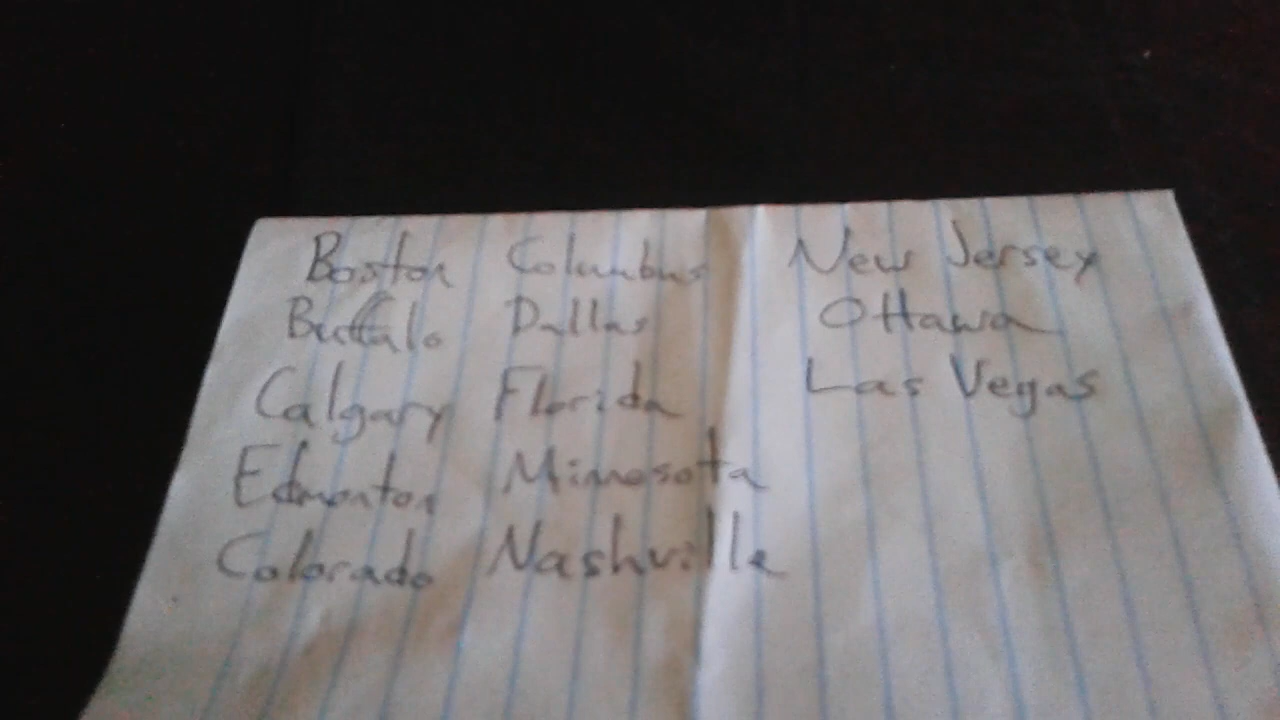 Boston Columbus New Jersey
Buffalo Dallas Ottawa
Calgary Florida Las Vegas
Edmonton Minnesota
Colorado Nashville